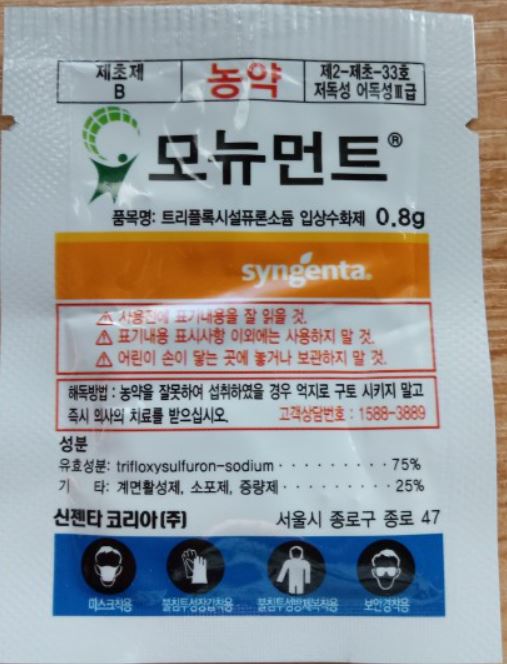 제초제
B
농약
제2-제초-33호
저독성 어독성Ⅲ급
모뉴먼트®
품목명: 트리플록시설퓨론소듐 입상수화제 0.8g
syngenta.
⚠ 사용전에 표기내용을 잘 읽을 것.
⚠ 표기내용 표시사항 이외에는 사용하지 말 것.
⚠ 어린이 손이 닿는 곳에 놓거나 보관하지 말 것.
해독방법 : 농약을 잘못하여 섭취하였을 경우 억지로 구토 시키지 말고
즉시 의사의 치료를 받으십시오. 고객상담번호 : 1588-3889
성분
유효성분: trifloxysulfuron-sodium · · · · · · · · · 75%
기 타: 계면활성제, 소포제, 증량제 · · · · · · · · · 25%
신젠타 코리아(주) 서울시 종로구 종로 47
마스크착용 불침투성장갑착용 불침투성방제복착용 보안경착용